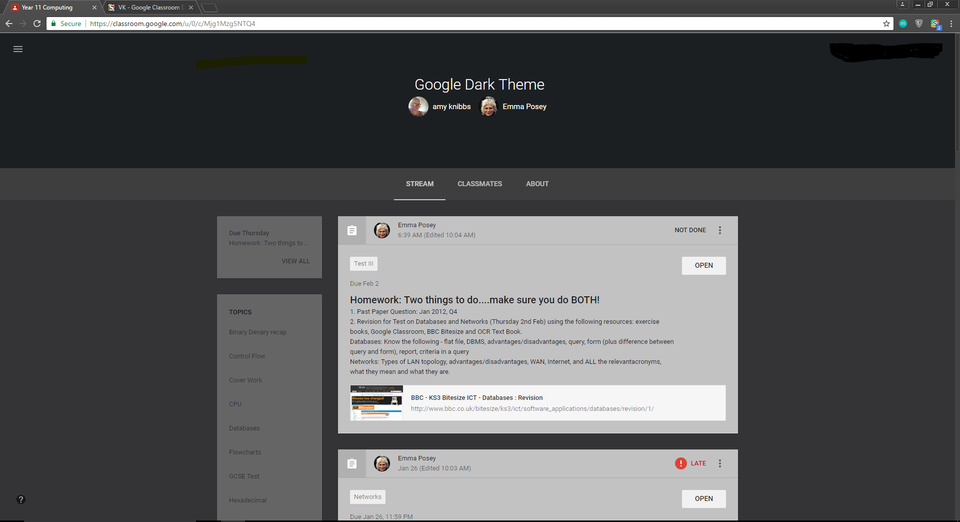 Year 11 Computing
VK - Google Classroom
Secure
https://classroom.google.com/u/0/c/Mjg1Mzg5NTQ4
Google Dark Theme
amy knibbs
Emma Posey
STREAM
CLASSMATES
ABOUT
Due Thursday
Homework: Two things to ...
VIEW ALL
TOPICS
Binary Denary recap
Control Flow
Cover Work
CPU
Databases
Flowcharts
GCSE Test
Hexadecimal
Emma Posey
6:39 AM (Edited 10:04 AM)
NOT DONE
Test III
OPEN
Due Feb 2
Homework: Two things to do....make sure you do BOTH!
1. Past Paper Question: Jan 2012, Q4
2. Revision for Test on Databases and Networks (Thursday 2nd Feb) using the following resources: exercise
books, Google Classroom, BBC Bitesize and OCR Text Book.
Databases: Know the following - flat file, DBMS, advantages/disadvantages, query, form (plus difference between
query and form), report, criteria in a query
Networks: Types of LAN topology, advantages/disadvantages, WAN, Internet, and ALL the relevantacronyms,
what they mean and what they are.
BBC - KS3 Bitesize ICT - Databases : Revision
http://www.bbc.co.uk/bitesize/ks3/ict/software_applications/databases/revision/1/
Emma Posey
Jan 26 (Edited 10:03 AM)
LATE
Networks
OPEN
Due Jan 26, 11:59 PM